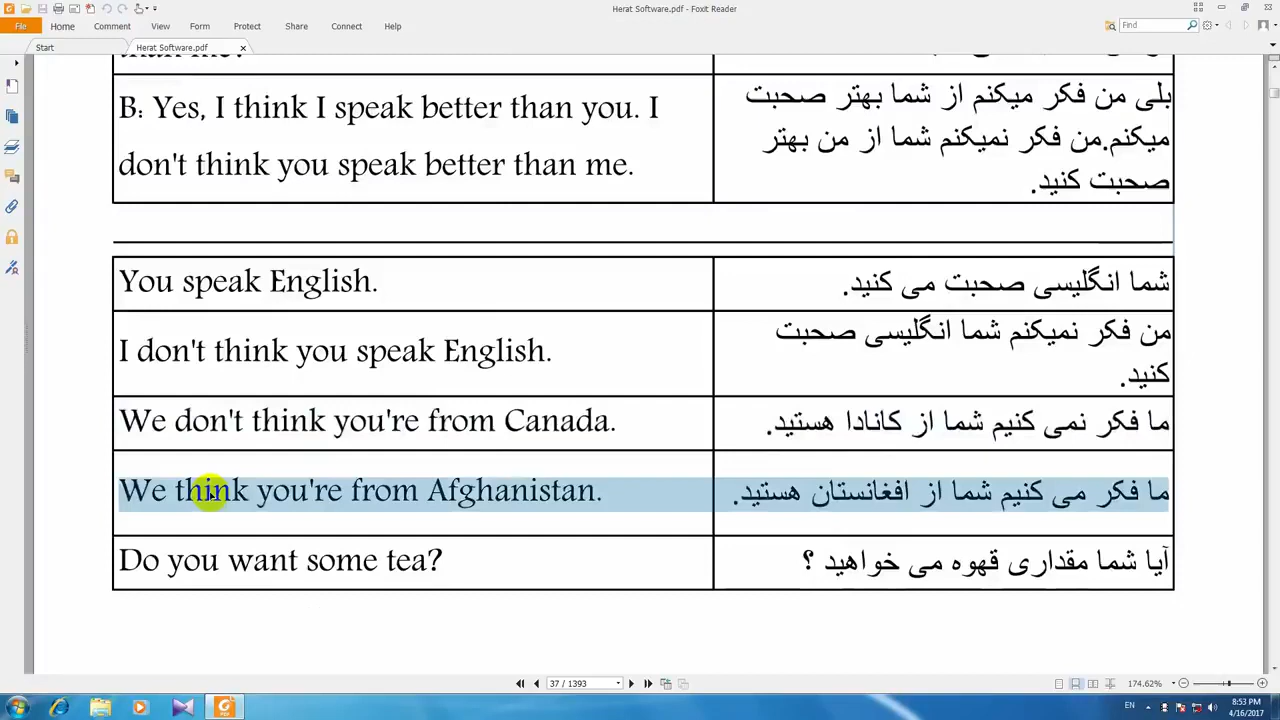 Herat Software.pdf - Foxit Reader
File Home Comment View Form Protect Share Connect Help
Find
Start Herat Software.pdf
B: Yes, I think I speak better than you. I
don't think you speak better than me.
بلی من فکر میکنم از شما بهتر صحبت
میکنم.من فکر نمیکنم شما از من بهتر
صحبت کنید.
You speak English.
شما انگلیسی صحبت می کنید.
I don't think you speak English.
من فکر نمیکنم شما انگلیسی صحبت
کنید.
We don't think you're from Canada.
ما فکر نمی کنیم شما از کانادا هستید.
We think you're from Afghanistan.
ما فکر می کنیم شما از افغانستان هستید.
Do you want some tea?
آیا شما مقداری قهوه می خواهید ؟
37 / 1393
174.62%
EN
8:53 PM
4/16/2017